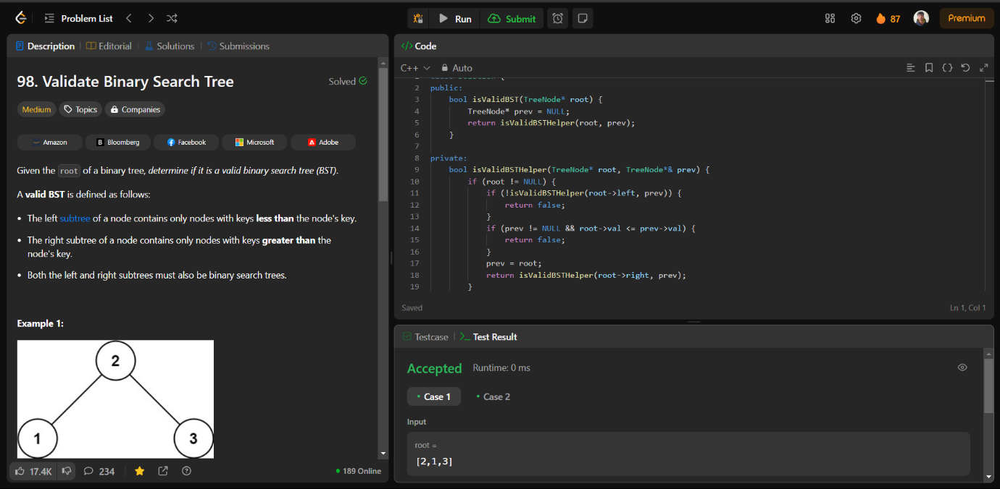 Problem List
Run
Submit
87
Premium
Description
Editorial
Solutions
Submissions
98. Validate Binary Search Tree
Solved
Medium
Topics
Companies
Amazon
B Bloomberg
Facebook
Microsoft
Adobe
Given the root of a binary tree, determine if it is a valid binary search tree (BST).
A valid BST is defined as follows:
• The left subtree of a node contains only nodes with keys less than the node's key.
• The right subtree of a node contains only nodes with keys greater than the
node's key.
• Both the left and right subtrees must also be binary search trees.
Example 1:
2
1
3
17.4K
234
189 Online
</> Code
C++
Auto
2 public:
3 bool isValidBST(TreeNode* root) {
4 TreeNode* prev = NULL;
5 return isValidBSTHelper(root, prev);
6 }
7
8 private:
9 bool isValidBSTHelper(TreeNode* root, TreeNode*& prev) {
10 if (root != NULL) {
11 if (!isValidBSTHelper(root->left, prev)) {
12 return false;
13 }
14 if (prev != NULL && root->val <= prev->val) {
15 return false;
16 }
17 prev = root;
18 return isValidBSTHelper(root->right, prev);
19 }
Saved
Ln 1, Col 1
Testcase
>_ Test Result
Accepted
Runtime: 0 ms
• Case 1
• Case 2
Input
root =
[2,1,3]